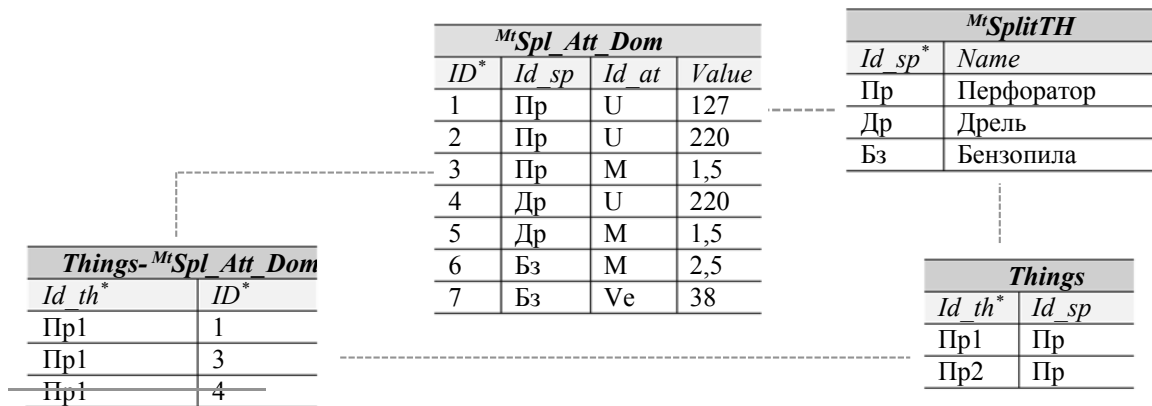 MtSpl_Att_Dom
ID* Id_sp Id_at Value
1 Пр U 127
2 Пр U 220
3 Пр M 1,5
4 Др U 220
5 Др M 1,5
6 Бз M 2,5
7 Бз Ve 38
MtSplitTH
Id_sp* Name
Пр Перфоратор
Др Дрель
Бз Бензопила
Things-MtSpl_Att_Dom
Id_th* ID*
Пр1 1
Пр1 3
Пр1 4
Things
Id_th* Id_sp
Пр1 Пр
Пр2 Пр